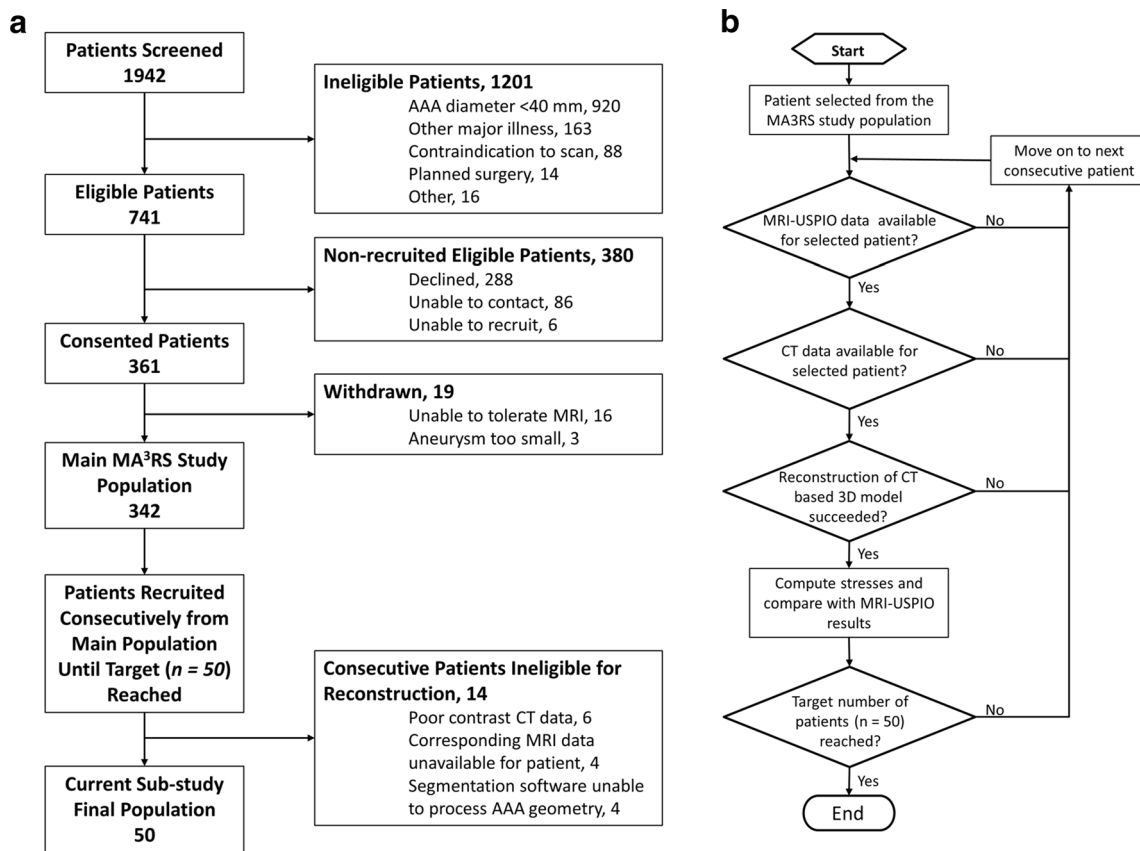 a
Patients Screened
1942
Ineligible Patients, 1201
AAA diameter <40 mm, 920
Other major illness, 163
Contraindication to scan, 88
Planned surgery, 14
Other, 16
Eligible Patients
741
Non-recruited Eligible Patients, 380
Declined, 288
Unable to contact, 86
Unable to recruit, 6
Consented Patients
361
Withdrawn, 19
Unable to tolerate MRI, 16
Aneurysm too small, 3
Main MA³RS Study
Population
342
Patients Recruited
Consecutively from
Main Population
Until Target (n = 50)
Reached
Consecutive Patients Ineligible for
Reconstruction, 14
Poor contrast CT data, 6
Corresponding MRI data
unavailable for patient, 4
Segmentation software unable
to process AAA geometry, 4
Current Sub-study
Final Population
50
b
Start
Patient selected from the
MA3RS study population
Move on to next
consecutive patient
MRI-USPIO data available
for selected patient?
No
Yes
CT data available for
selected patient?
No
Yes
Reconstruction of CT
based 3D model
succeeded?
No
Yes
Compute stresses and
compare with MRI-USPIO
results
Target number of
patients (n = 50)
reached?
No
Yes
End